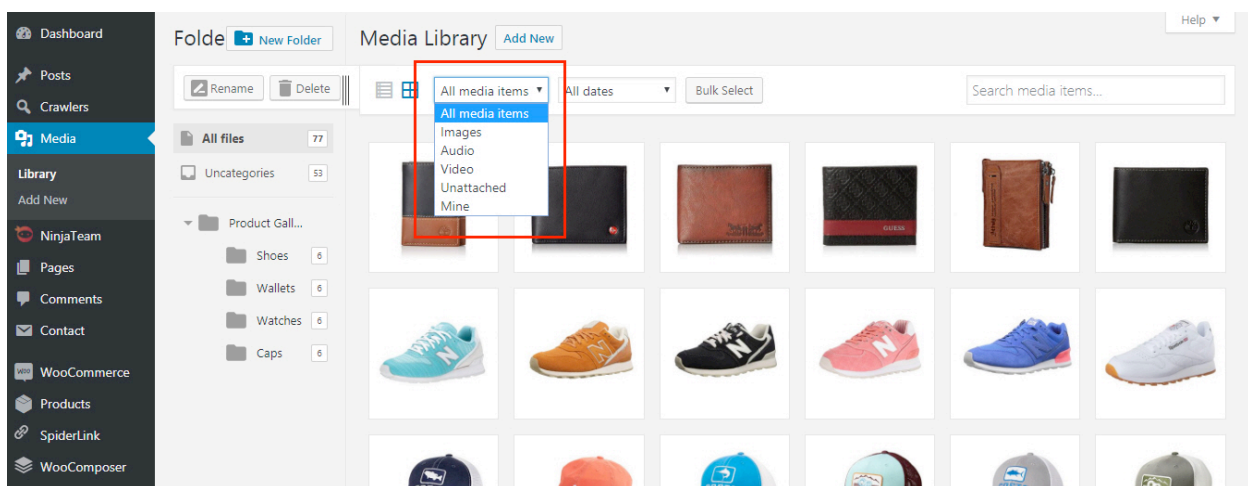 Dashboard
Posts
Crawlers
Media
Library
Add New
NinjaTeam
Pages
Comments
Contact
WooCommerce
Products
SpiderLink
WooComposer
Folde
New Folder
Rename
Delete
All files 77
Uncategories 53
Product Gall...
Shoes 6
Wallets 6
Watches 6
Caps 6
Media Library Add New
Help ▼
All media items ▼
All dates ▼
Bulk Select
Search media items...
All media items
Images
Audio
Video
Unattached
Mine
GUESS